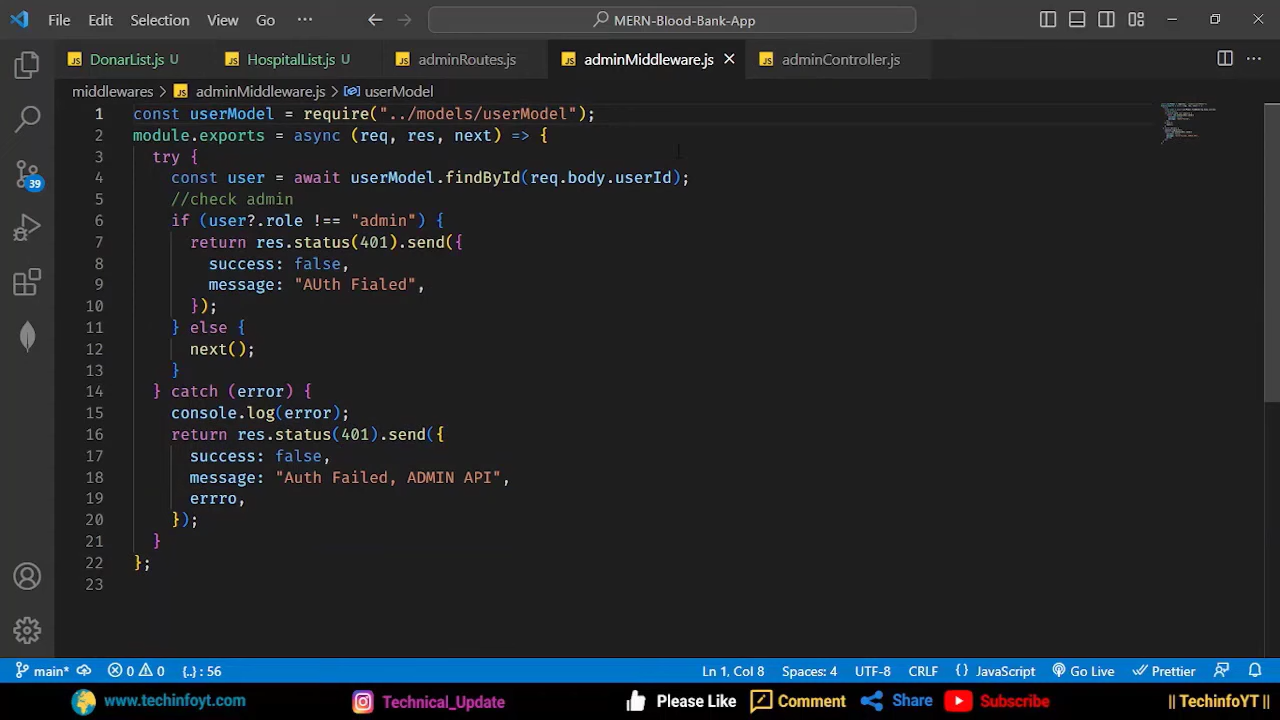 File Edit Selection View Go ··· MERN-Blood-Bank-App
JS DonarList.js U JS HospitalList.js U JS adminRoutes.js JS adminMiddleware.js JS adminController.js
middlewares > JS adminMiddleware.js > userModel
1 const userModel = require("../models/userModel");
2 module.exports = async (req, res, next) => {
3 try {
4 const user = await userModel.findById(req.body.userId);
5 //check admin
6 if (user?.role !== "admin") {
7 return res.status(401).send({
8 success: false,
9 message: "AUth Fialed",
10 });
11 } else {
12 next();
13 }
14 } catch (error) {
15 console.log(error);
16 return res.status(401).send({
17 success: false,
18 message: "Auth Failed, ADMIN API",
19 errro,
20 });
21 }
22 };
23
39
main* 0 0 {..} : 56 Ln 1, Col 8 Spaces: 4 UTF-8 CRLF {} JavaScript Go Live Prettier
www.techinfoyt.com Technical_Update Please Like Comment Share Subscribe || TechinfoYT ||